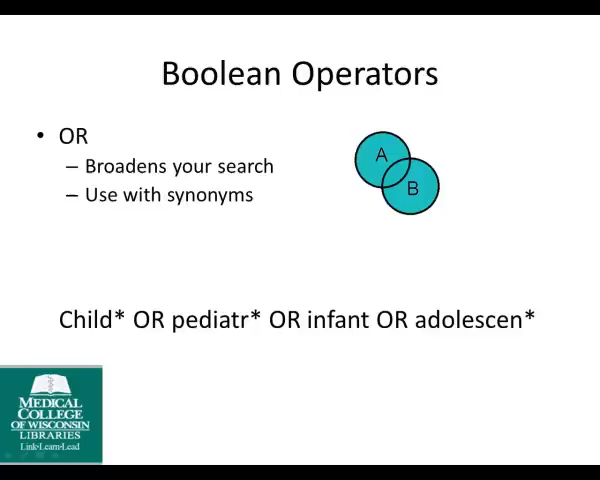 Boolean Operators
• OR
– Broadens your search
– Use with synonyms
A
B
Child* OR pediatr* OR infant OR adolescen*
MEDICAL
COLLEGE
OF WISCONSIN
LIBRARIES
Link•Learn•Lead